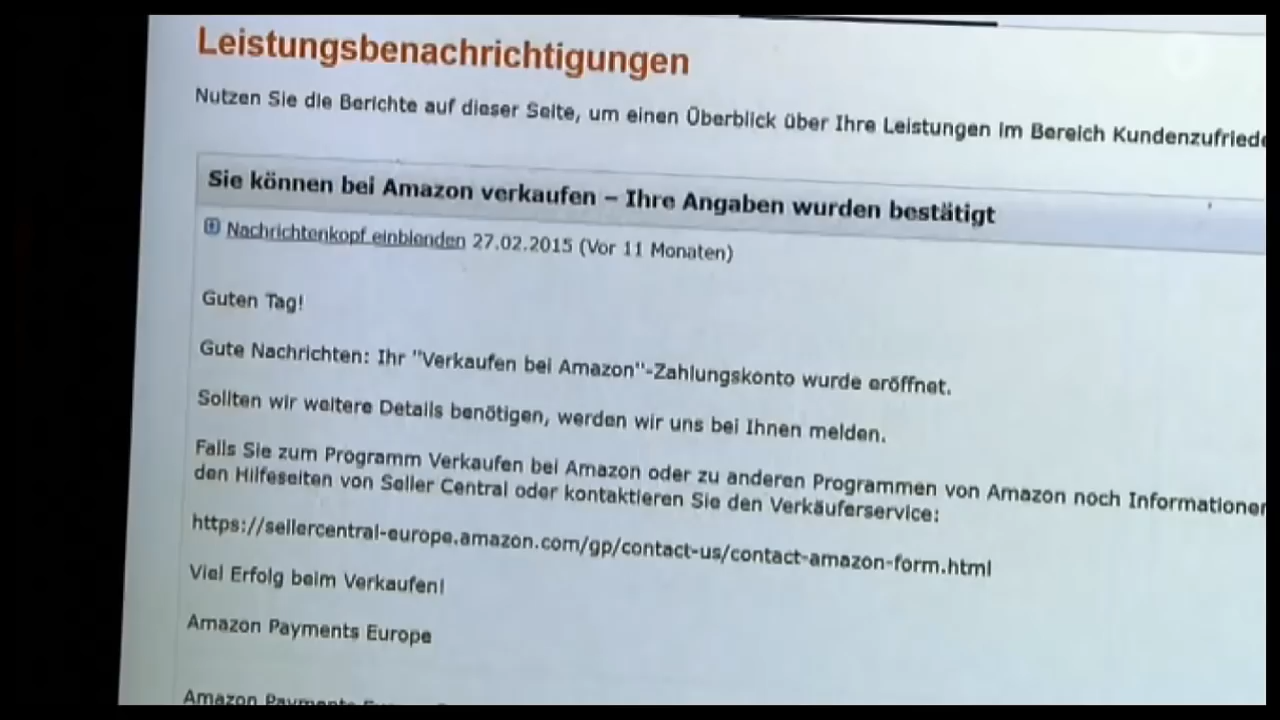 Leistungsbenachrichtigungen
Nutzen Sie die Berichte auf dieser Seite, um einen Überblick über Ihre Leistungen im Bereich Kundenzufriede
Sie können bei Amazon verkaufen – Ihre Angaben wurden bestätigt
Nachrichtenkopf einblenden 27.02.2015 (Vor 11 Monaten)
Guten Tag!
Gute Nachrichten: Ihr "Verkaufen bei Amazon"-Zahlungskonto wurde eröffnet.
Sollten wir weitere Details benötigen, werden wir uns bei Ihnen melden.
Falls Sie zum Programm Verkaufen bei Amazon oder zu anderen Programmen von Amazon noch Informationen
den Hilfeseiten von Seller Central oder kontaktieren Sie den Verkäuferservice:
https://sellercentral-europe.amazon.com/gp/contact-us/contact-amazon-form.html
Viel Erfolg beim Verkaufen!
Amazon Payments Europe
Amazon Payments